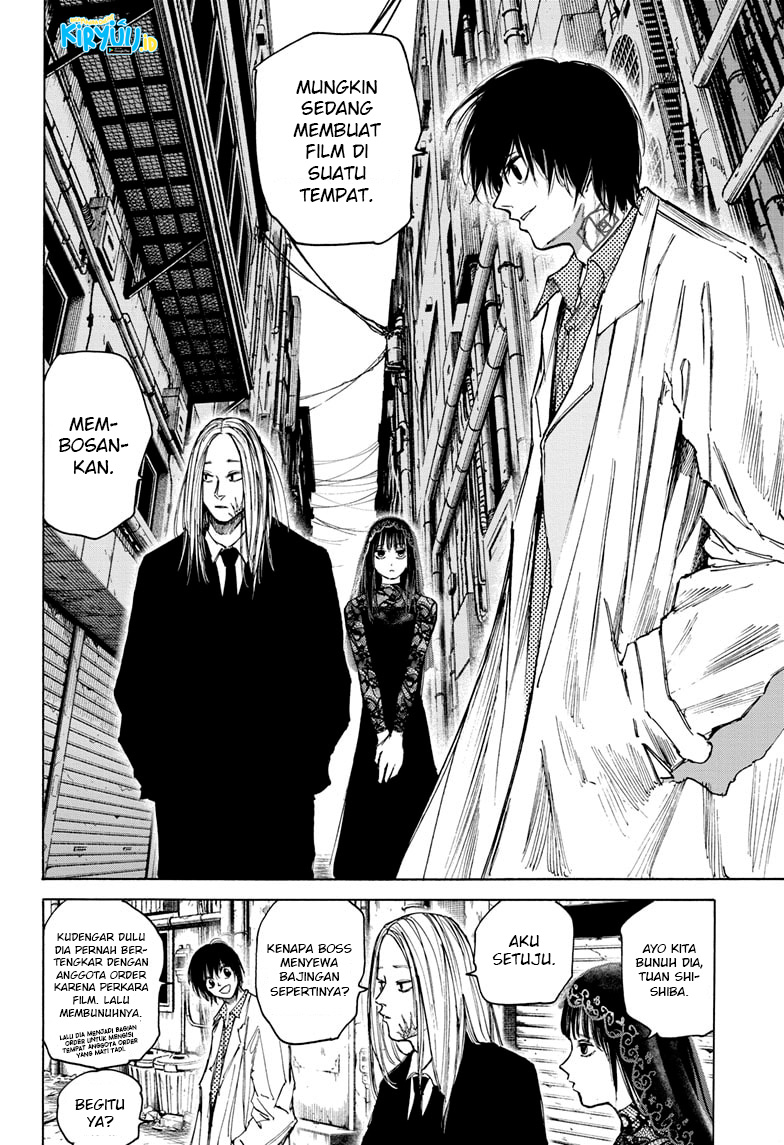 KIRYUU.ID
MUNGKIN
SEDANG
MEMBUAT
FILM DI
SUATU
TEMPAT.
MEM-
BOSAN-
KAN.
AYO KITA
BUNUH DIA,
TUAN SHI-
SHIBA.
AKU
SETUJU.
KENAPA BOSS
MENYEWA
BAJINGAN
SEPERTINYA?
KUDENGAR DULU
DIA PERNAH BER-
TENGKAR DENGAN
ANGGOTA ORDER
KARENA PERKARA
FILM. LALU
MEMBUNUHNYA.
LALU DIA MENJADI BAGIAN
ORDER UNTUK MENGISI
TEMPAT ANGGOTA ORDER
YANG MATI TADI.
BEGITU
YA?